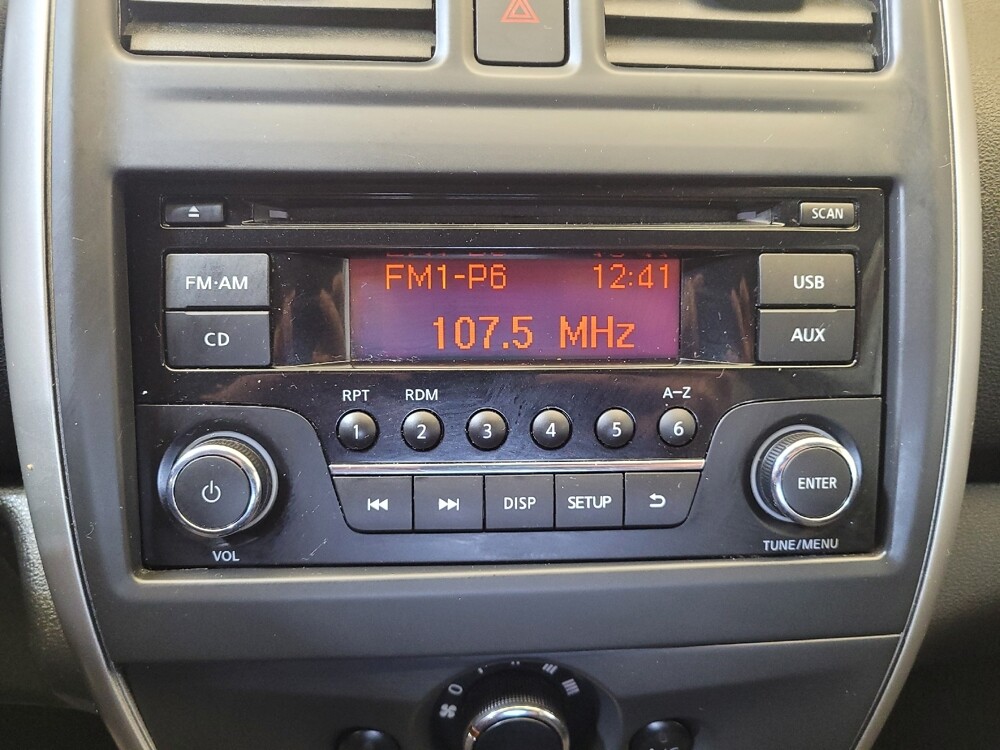 SCAN
FM·AM
FM1-P6 12:41
USB
CD
107.5 MHz
AUX
RPT RDM A-Z
1 2 3 4 5 6
DISP SETUP
ENTER
VOL
TUNE/MENU
0